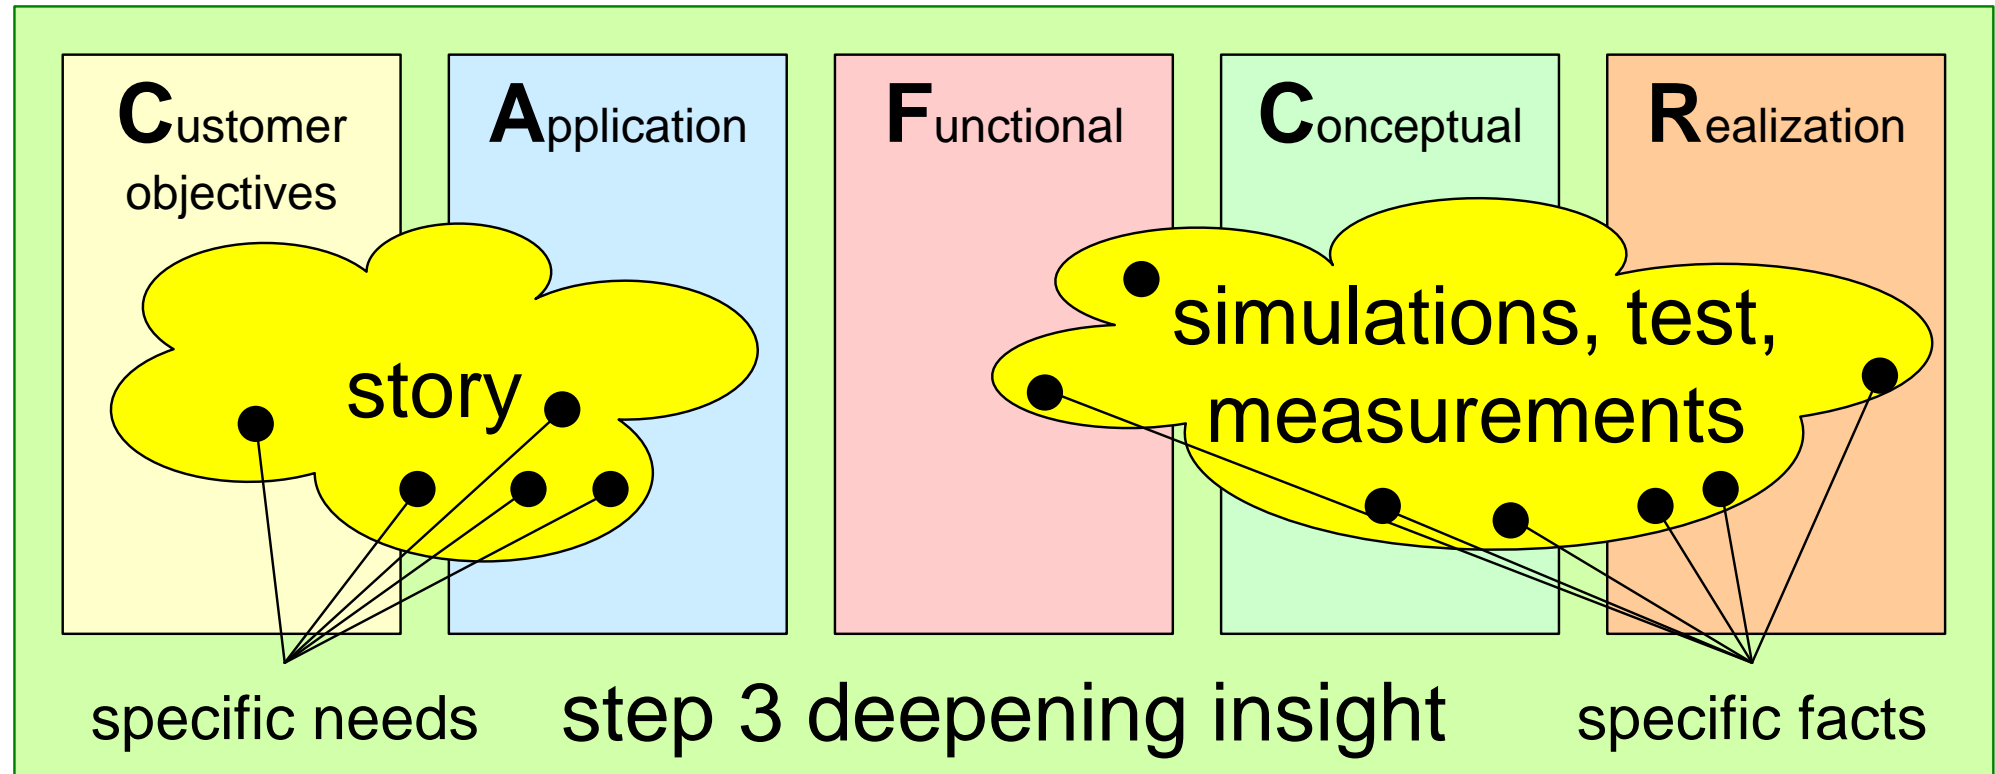 Customer
objectives
Application
Functional
Conceptual
Realization
story
simulations, test,
measurements
specific needs
step 3 deepening insight
specific facts